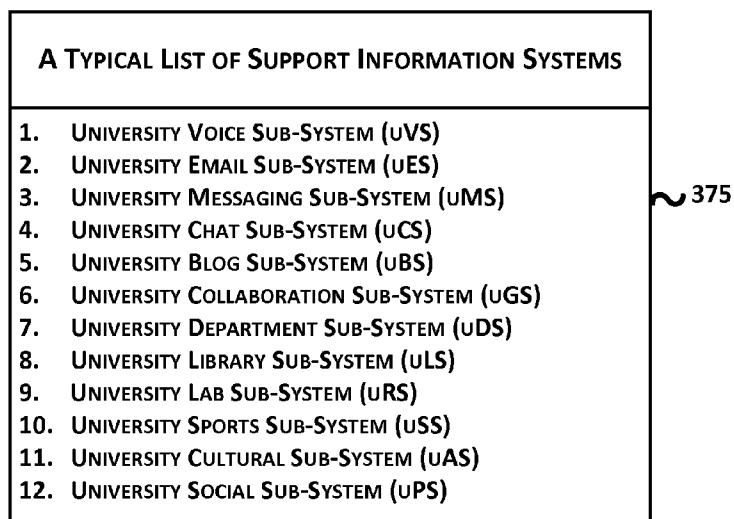 A Typical List of Support Information Systems
1. University Voice Sub-System (uVS)
2. University Email Sub-System (uES)
3. University Messaging Sub-System (uMS)
375
4. University Chat Sub-System (uCS)
5. University Blog Sub-System (uBS)
6. University Collaboration Sub-System (uGS)
7. University Department Sub-System (uDS)
8. University Library Sub-System (uLS)
9. University Lab Sub-System (uRS)
10. University Sports Sub-System (uSS)
11. University Cultural Sub-System (uAS)
12. University Social Sub-System (uPS)